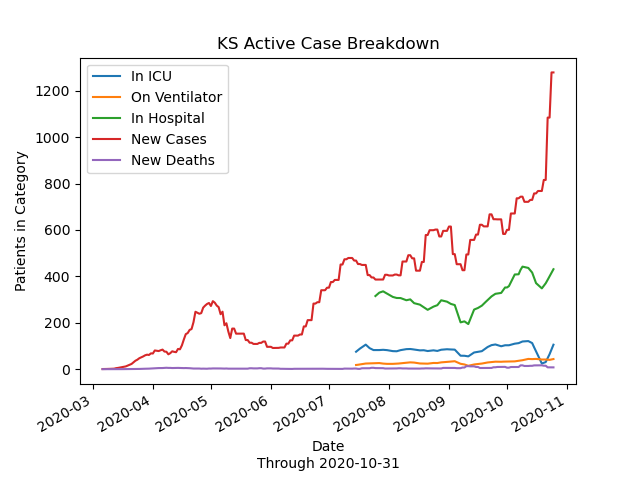 KS Active Case Breakdown
In ICU
On Ventilator
In Hospital
New Cases
New Deaths
Patients in Category
1200
1000
800
600
400
200
0
2020-03
2020-04
2020-05
2020-06
2020-07
2020-08
2020-09
2020-10
2020-11
Date
Through 2020-10-31